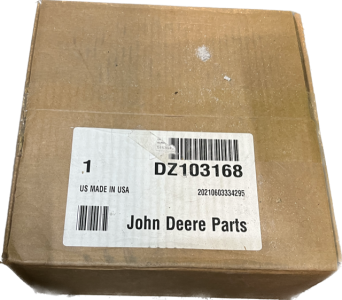 1 DZ103168
US MADE IN USA 20210603334295
John Deere Parts